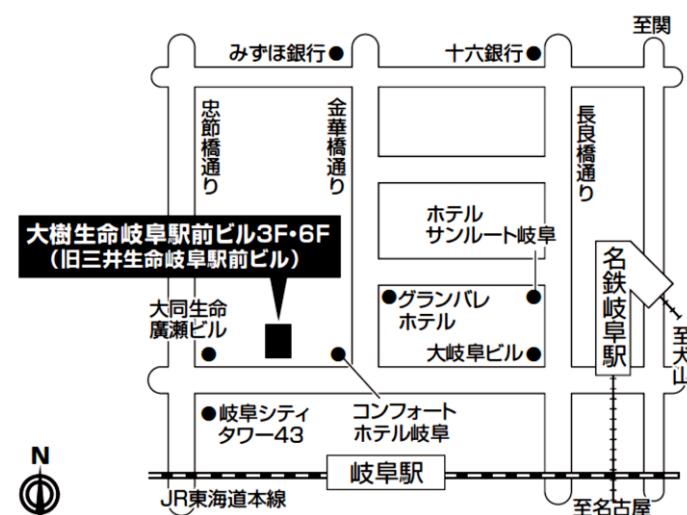 至関
みずほ銀行
十六銀行
忠節橋通り
金華橋通り
長良橋通り
大樹生命岐阜駅前ビル3F・6F
（旧三井生命岐阜駅前ビル）
ホテル
サンルート岐阜
名鉄岐阜駅
グランパレ
ホテル
大同生命
廣瀬ビル
大岐阜ビル
至犬山
岐阜シティ
タワー43
コンフォート
ホテル岐阜
N
岐阜駅
JR東海道本線
至名古屋